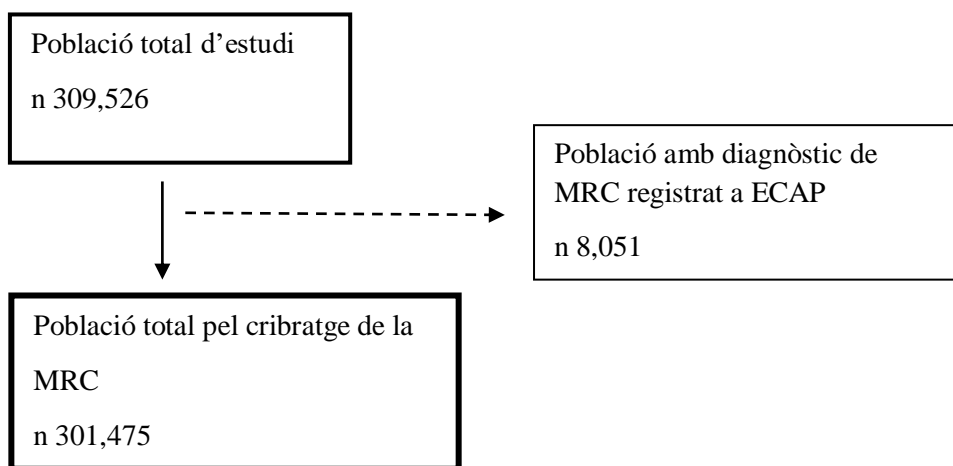 Població total d’estudi
n 309,526
Població amb diagnòstic de
MRC registrat a ECAP
n 8,051
Població total pel cribratge de la
MRC
n 301,475